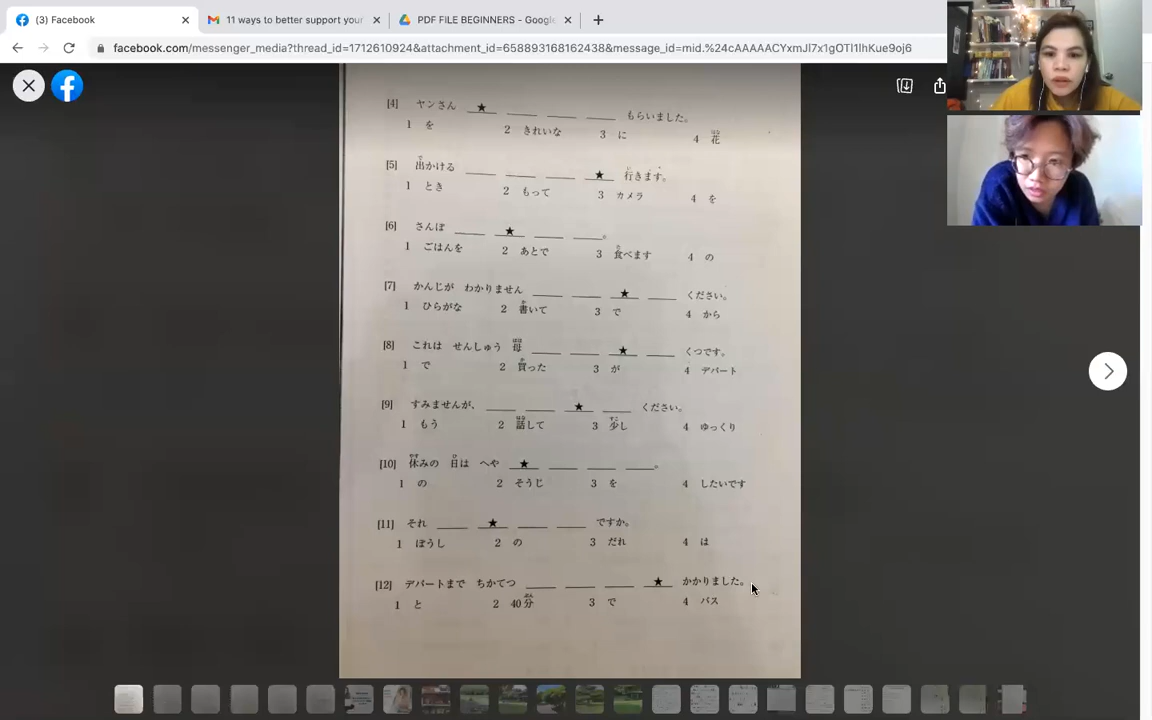 (3) Facebook
11 ways to better support your
PDF FILE BEGINNERS - Google
facebook.com/messenger_media?thread_id=1712610924&attachment_id=658893168162438&message_id=mid.%24cAAAAACYxmJl7x1gOTl1IhKue9oj6
[4] ヤンさん ★ もらいました。
1 を 2 きれいな 3 に 4 花
[5] 出かける ★ 行きます。
1 とき 2 もって 3 カメラ 4 を
[6] さんぽ ★ 。
1 ごはんを 2 あとで 3 食べます 4 の
[7] かんじが わかりません ★ ください。
1 ひらがな 2 書いて 3 で 4 から
[8] これは せんしゅう 母 ★ くつです。
1 で 2 買った 3 が 4 デパート
[9] すみませんが、 ★ ください。
1 もう 2 話して 3 少し 4 ゆっくり
[10] 休みの 日は へや ★ 。
1 の 2 そうじ 3 を 4 したいです
[11] それ ★ ですか。
1 ぼうし 2 の 3 だれ 4 は
[12] デパートまで ちかてつ ★ かかりました。
1 と 2 40分 3 で 4 バス